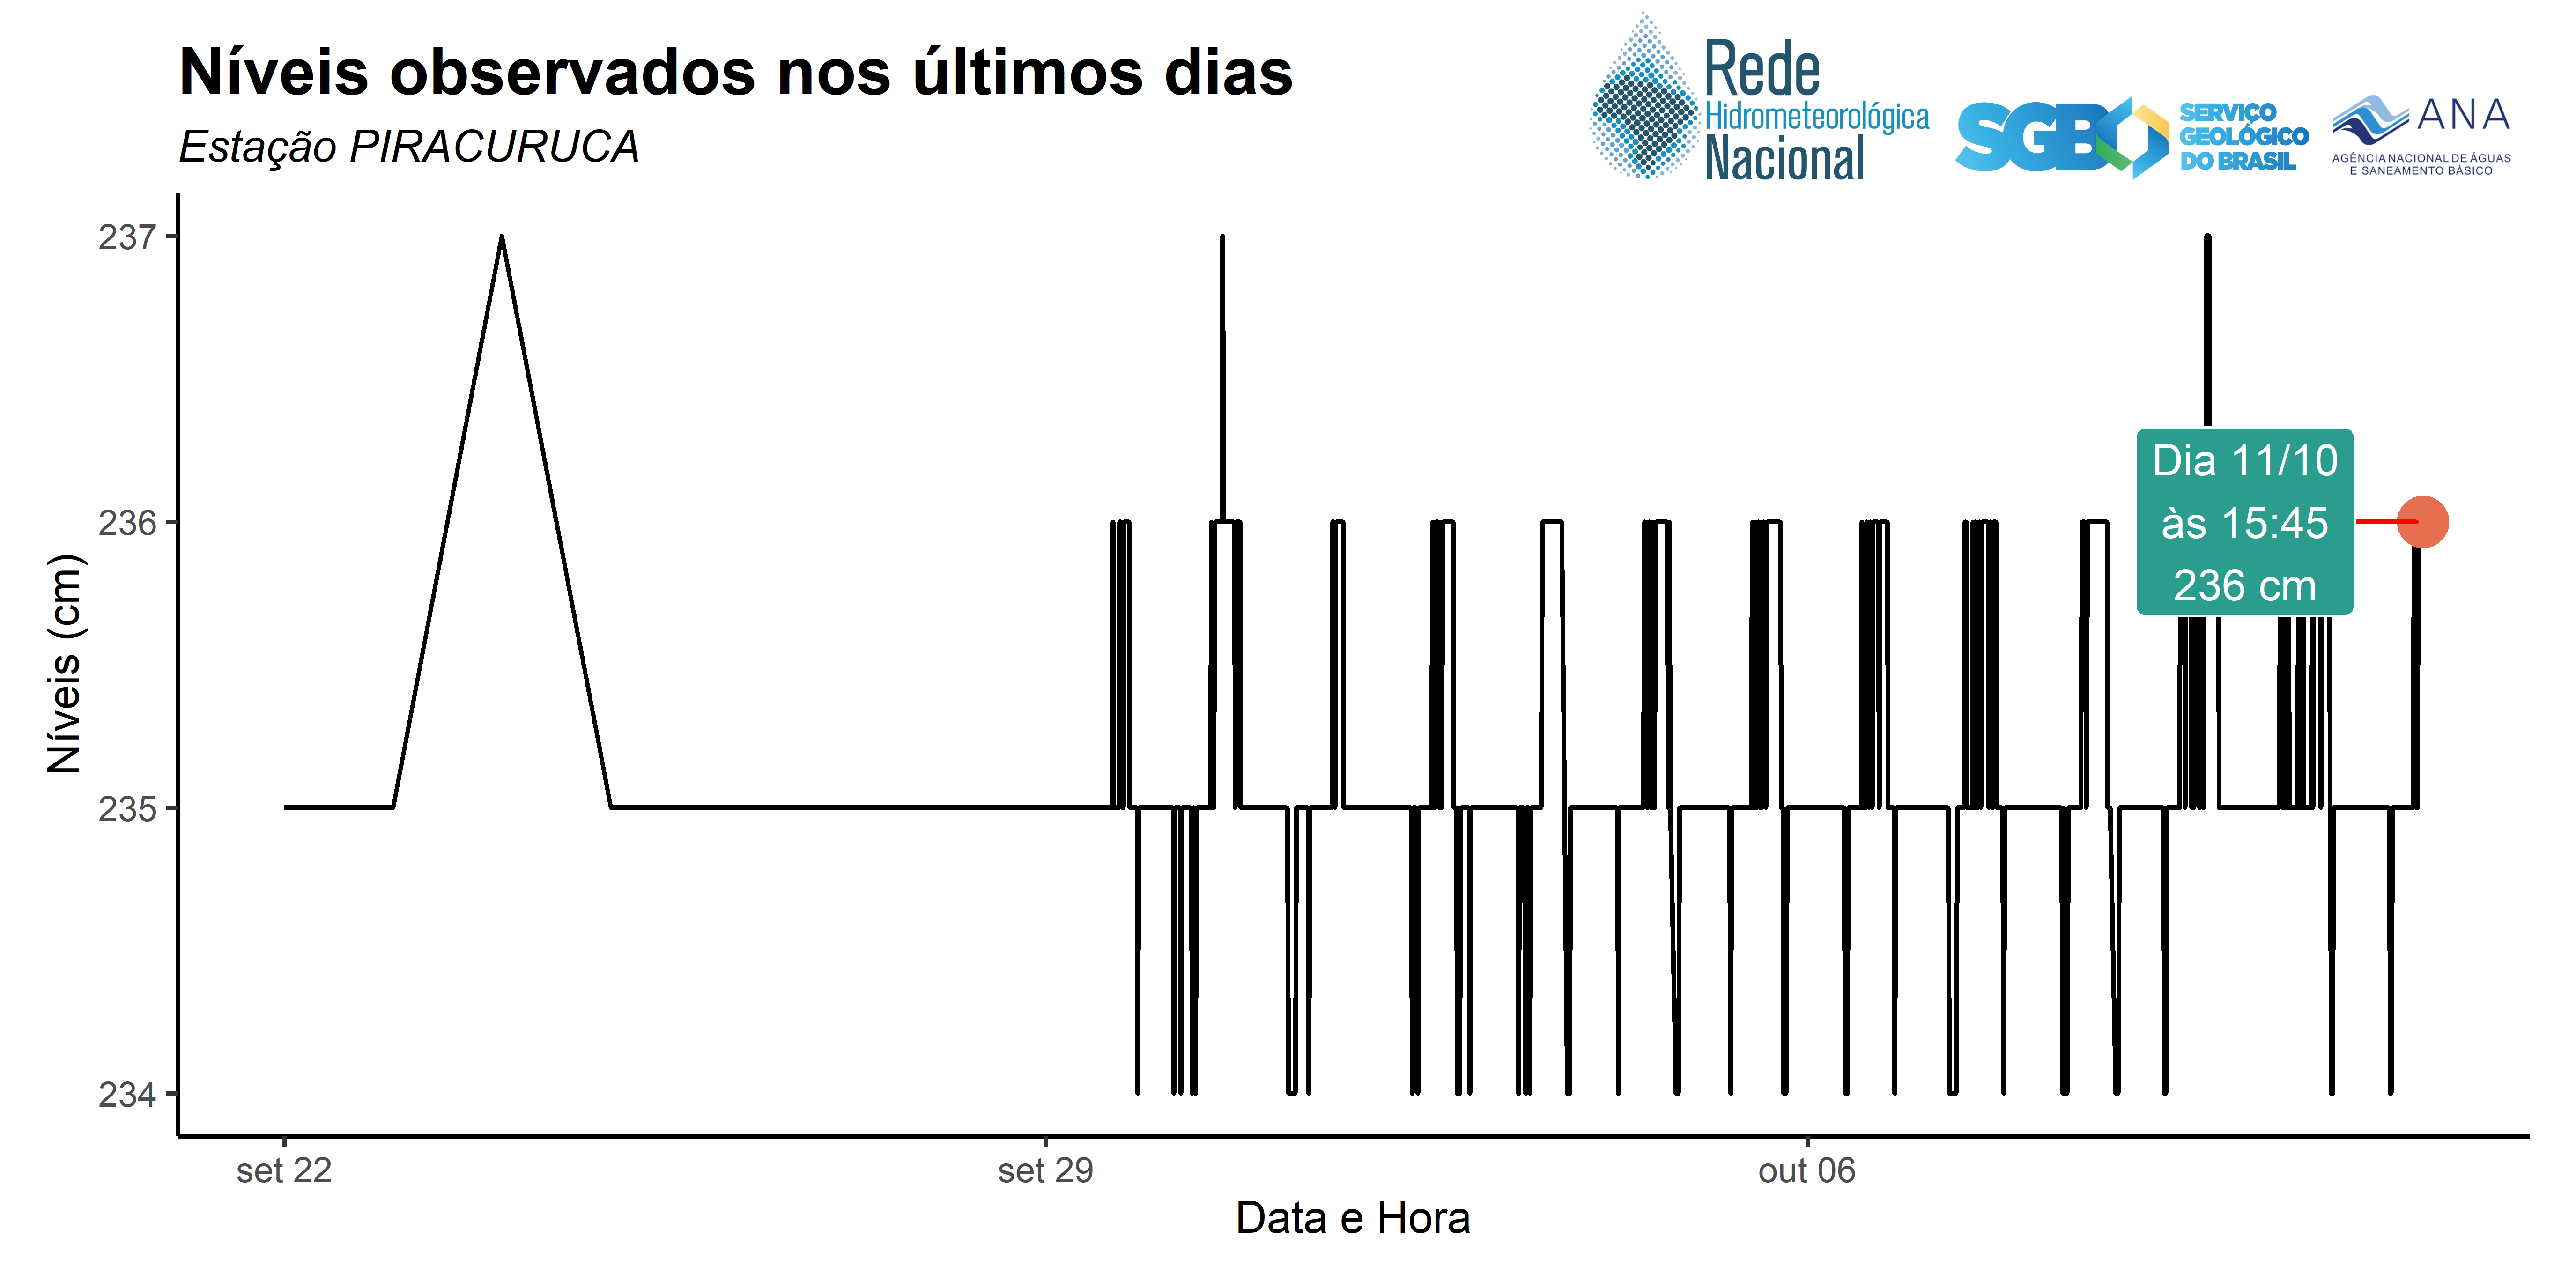 Níveis observados nos últimos dias
Estação PIRACURUCA
Rede
Hidrometeorológica
Nacional
SGB
SERVIÇO
GEOLÓGICO
DO BRASIL
ANA
AGÊNCIA NACIONAL DE ÁGUAS
E SANEAMENTO BÁSICO
237
236
235
234
Níveis (cm)
Dia 11/10
às 15:45
236 cm
set 22
set 29
out 06
Data e Hora